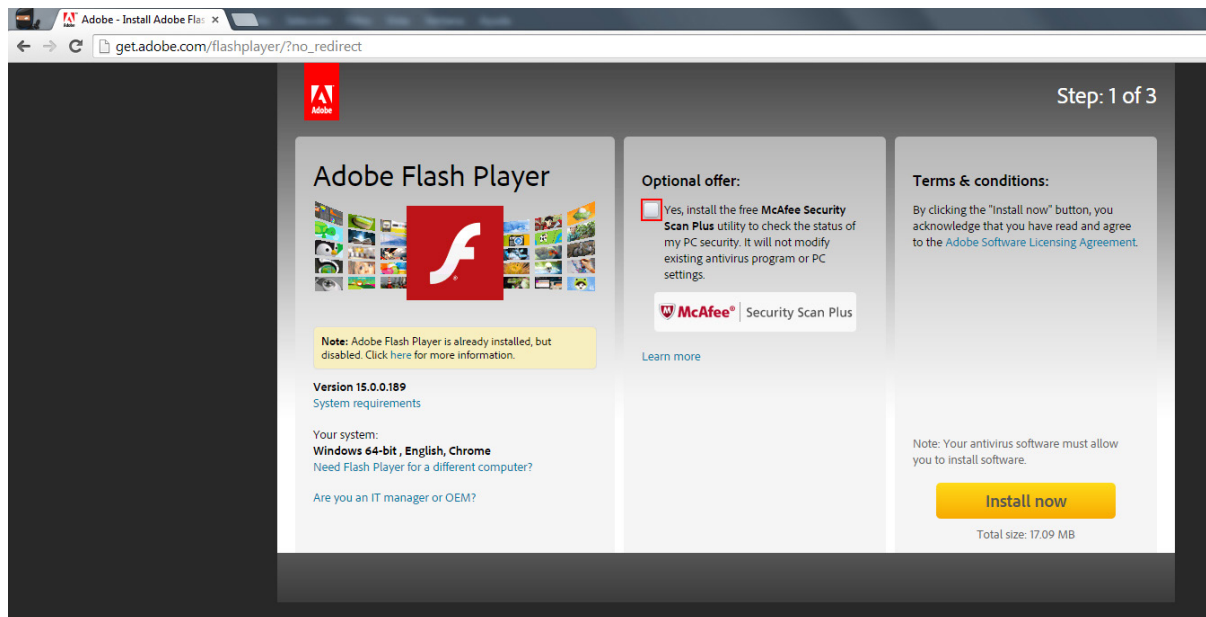 Adobe - Install Adobe Flas ×
get.adobe.com/flashplayer/?no_redirect
Adobe
Step: 1 of 3
Adobe Flash Player
Note: Adobe Flash Player is already installed, but
disabled. Click here for more information.
Version 15.0.0.189
System requirements
Your system:
Windows 64-bit , English, Chrome
Need Flash Player for a different computer?
Are you an IT manager or OEM?
Optional offer:
Yes, install the free McAfee Security
Scan Plus utility to check the status of
my PC security. It will not modify
existing antivirus program or PC
settings.
McAfee® | Security Scan Plus
Learn more
Terms & conditions:
By clicking the "Install now" button, you
acknowledge that you have read and agree
to the Adobe Software Licensing Agreement.
Note: Your antivirus software must allow
you to install software.
Install now
Total size: 17.09 MB